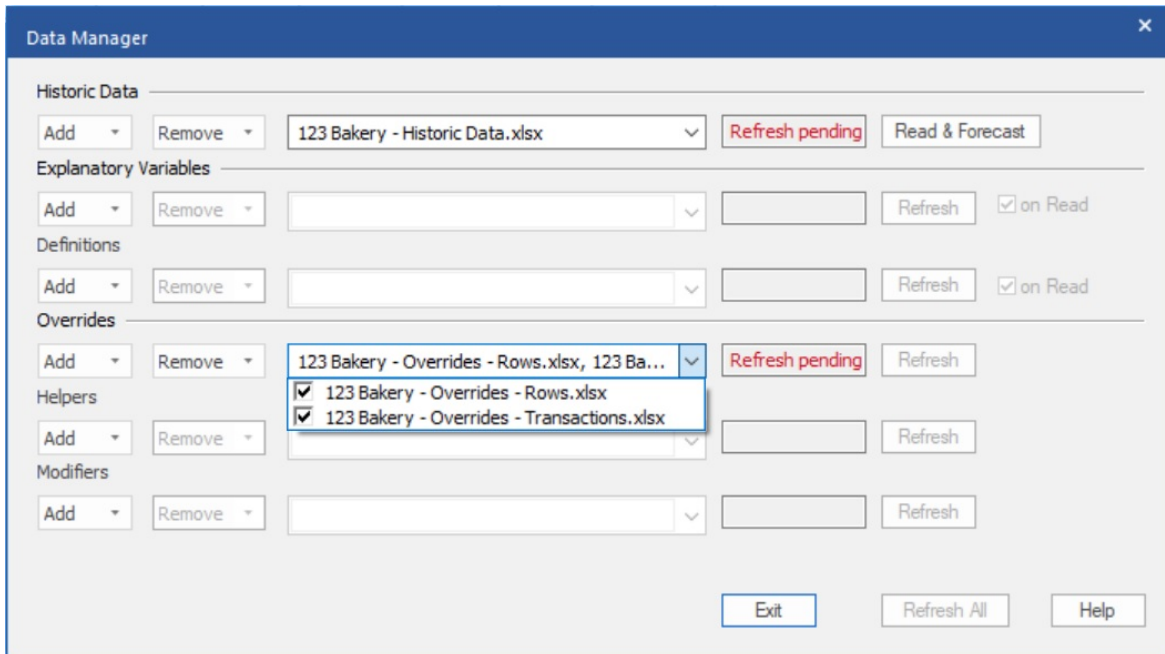 Data Manager
Historic Data
Add Remove 123 Bakery - Historic Data.xlsx Refresh pending Read & Forecast
Explanatory Variables
Add Remove Refresh on Read
Definitions
Add Remove Refresh on Read
Overrides
Add Remove 123 Bakery - Overrides - Rows.xlsx, 123 Ba... Refresh pending Refresh
123 Bakery - Overrides - Rows.xlsx
Helpers
123 Bakery - Overrides - Transactions.xlsx
Add Remove Refresh
Modifiers
Add Remove Refresh
Exit Refresh All Help